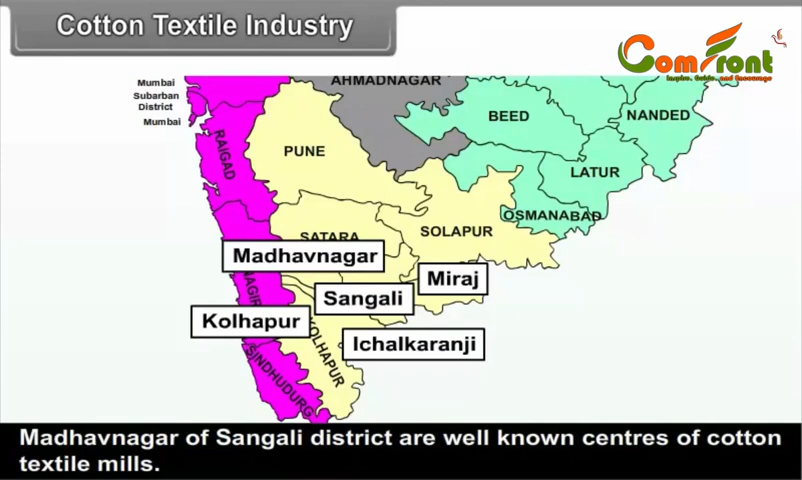 Cotton Textile Industry
ComFront
Inspire, Guide, and Encourage
Mumbai
Subarban
District
Mumbai
AHMADNAGAR
BEED
NANDED
RAIGAD
PUNE
LATUR
OSMANABAD
SATARA
SOLAPUR
Madhavnagar
Miraj
Sangali
NAGIR
Kolhapur
KOLHAPUR
Ichalkaranji
SINDHUDURG
Madhavnagar of Sangali district are well known centres of cotton
textile mills.